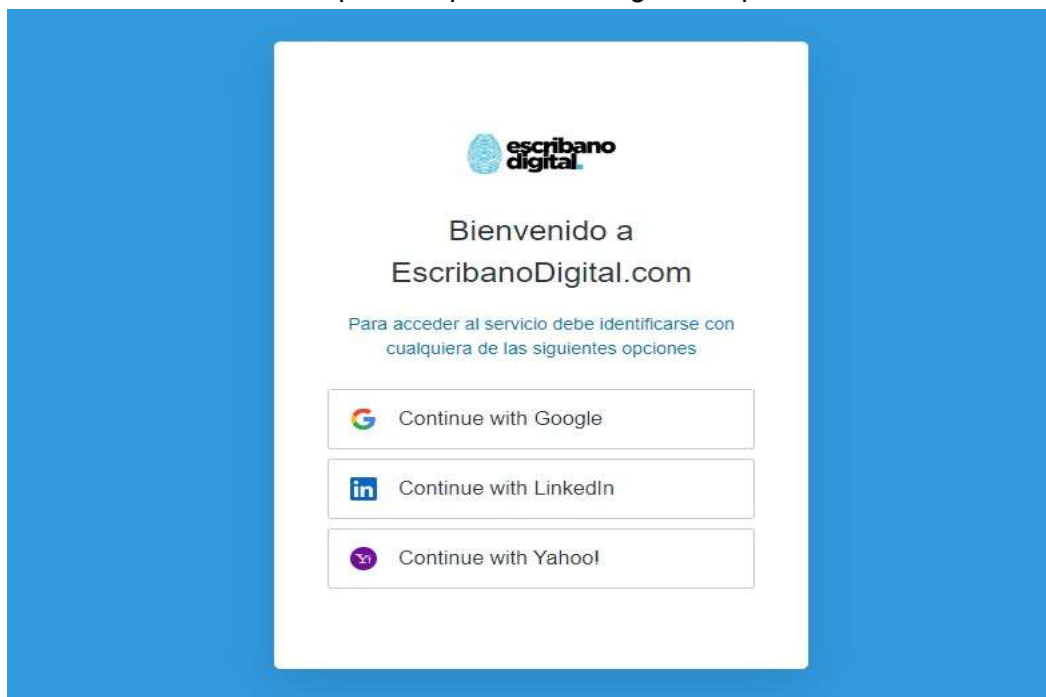 escribano
digital.
Bienvenido a
EscribanoDigital.com
Para acceder al servicio debe identificarse con
cualquiera de las siguientes opciones
Continue with Google
in Continue with LinkedIn
Y! Continue with Yahoo!